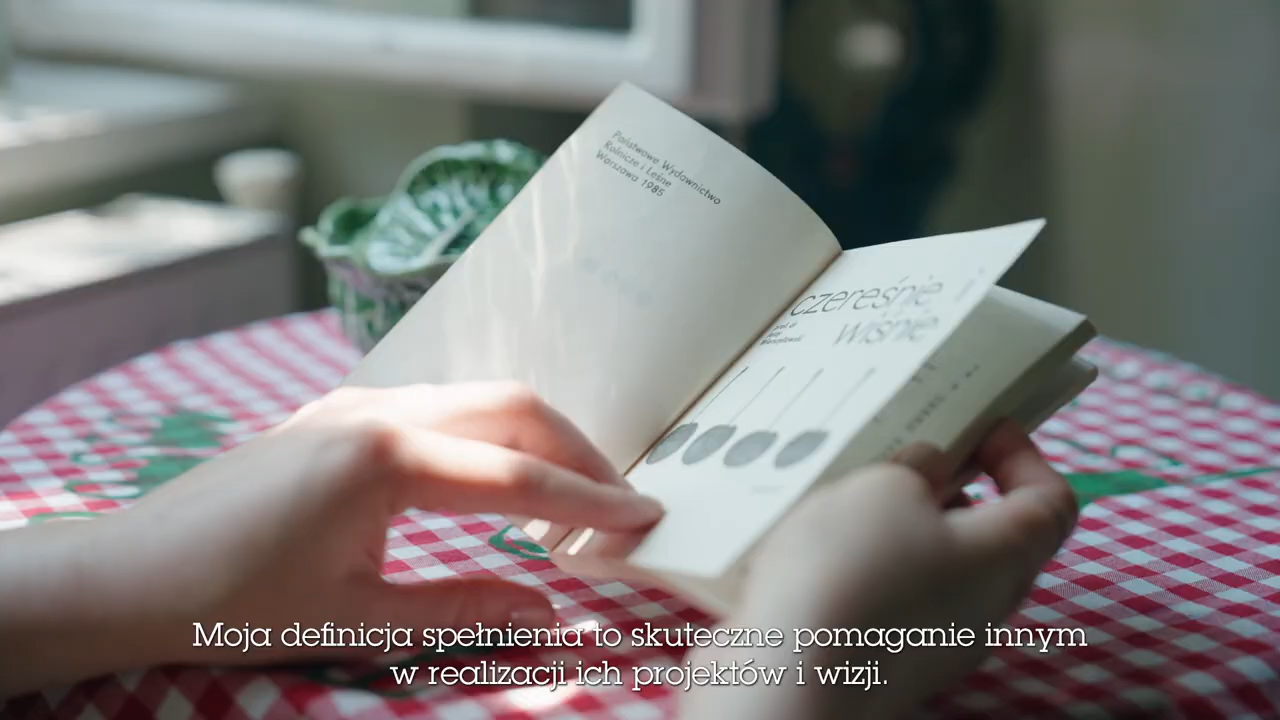 Państwowe Wydawnictwo
Rolnicze i Leśne
Warszawa 1985
czereśnie
wiśnie
Moja definicja spełnienia to skuteczne pomaganie innym
w realizacji ich projektów i wizji.